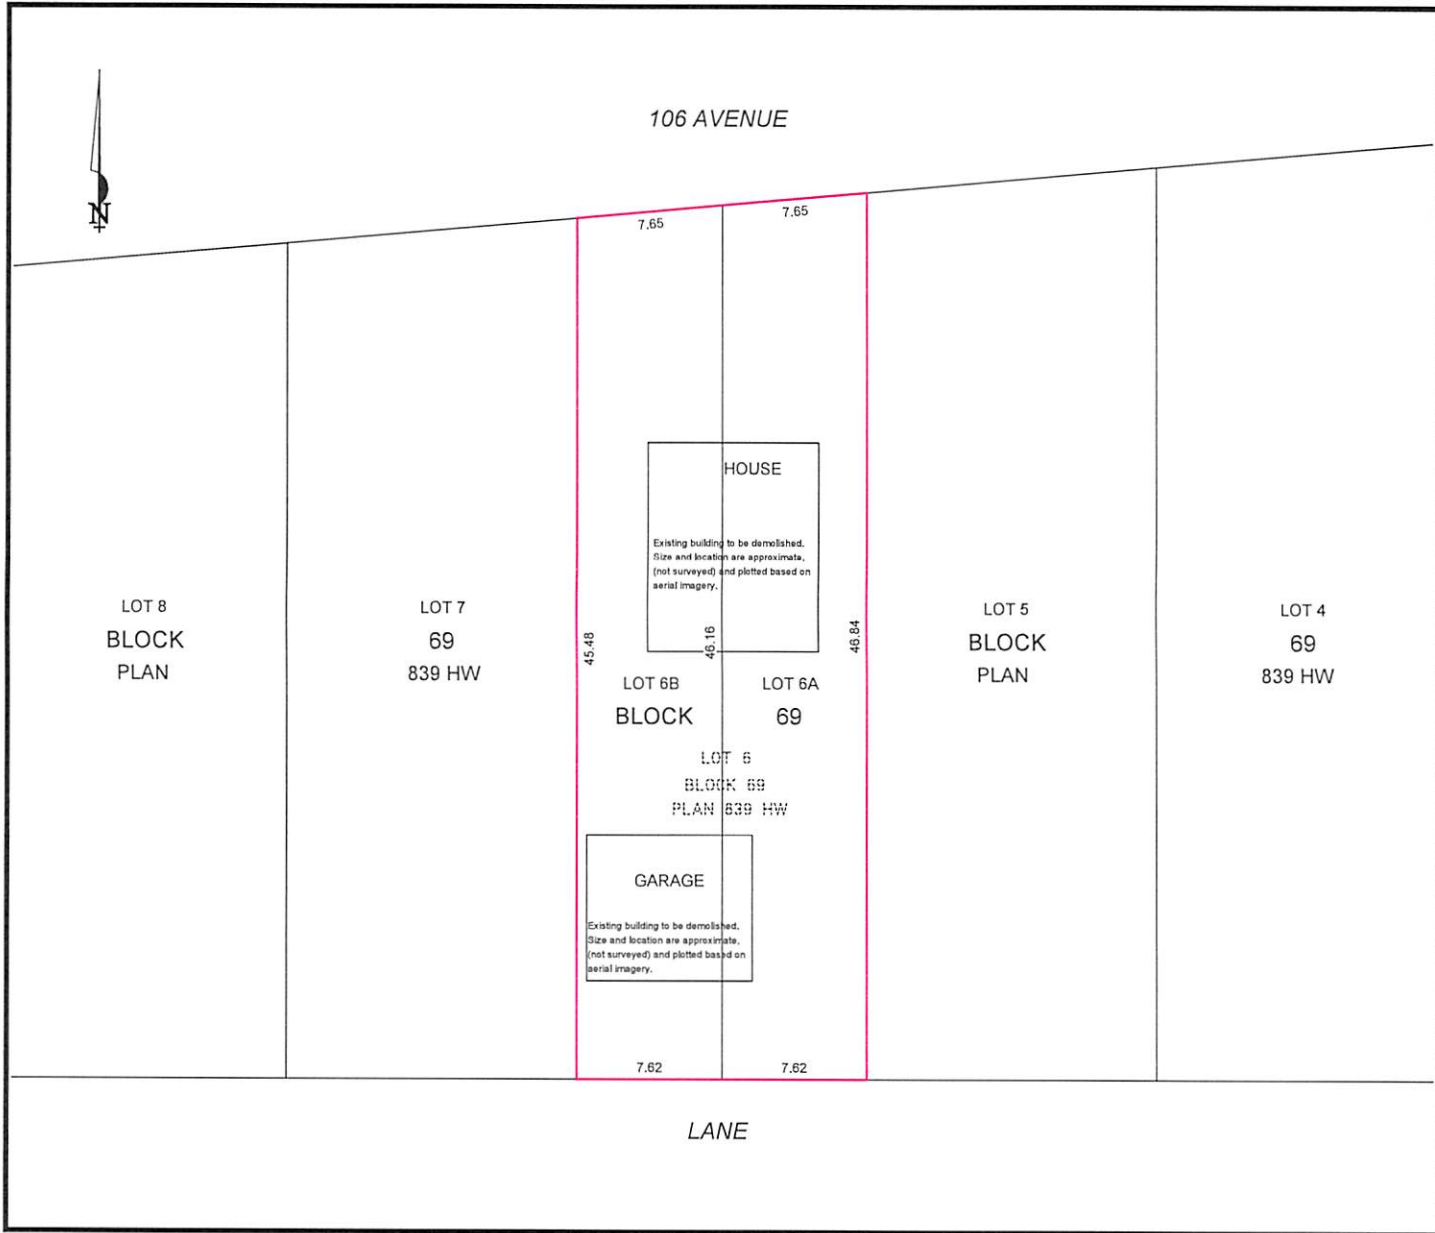 N
106 AVENUE
7.65
7.65
HOUSE
Existing building to be demolished.
Size and location are approximate,
(not surveyed) and plotted based on
aerial imagery.
LOT 8
BLOCK
PLAN
LOT 7
69
839 HW
45.48
46.16
46.84
LOT 5
BLOCK
PLAN
LOT 4
69
839 HW
LOT 6B
BLOCK
LOT 6A
69
LOT 6
BLOCK 69
PLAN 839 HW
GARAGE
Existing building to be demolished.
Size and location are approximate,
(not surveyed) and plotted based on
aerial imagery.
7.62
7.62
LANE